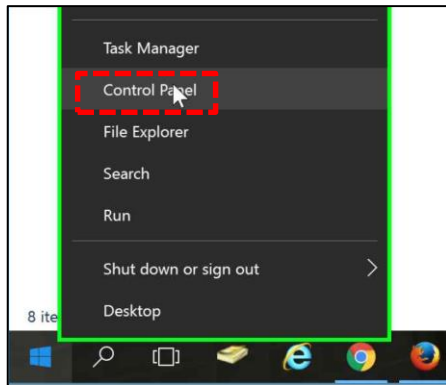 Task Manager
Control Panel
File Explorer
Search
Run
Shut down or sign out
Desktop
8 ite